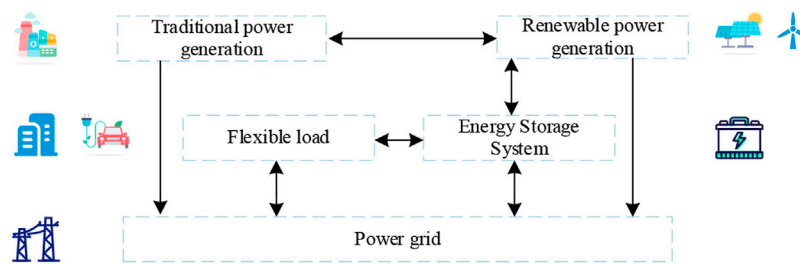 Traditional power
generation
Renewable power
generation
Flexible load
Energy Storage
System
Power grid